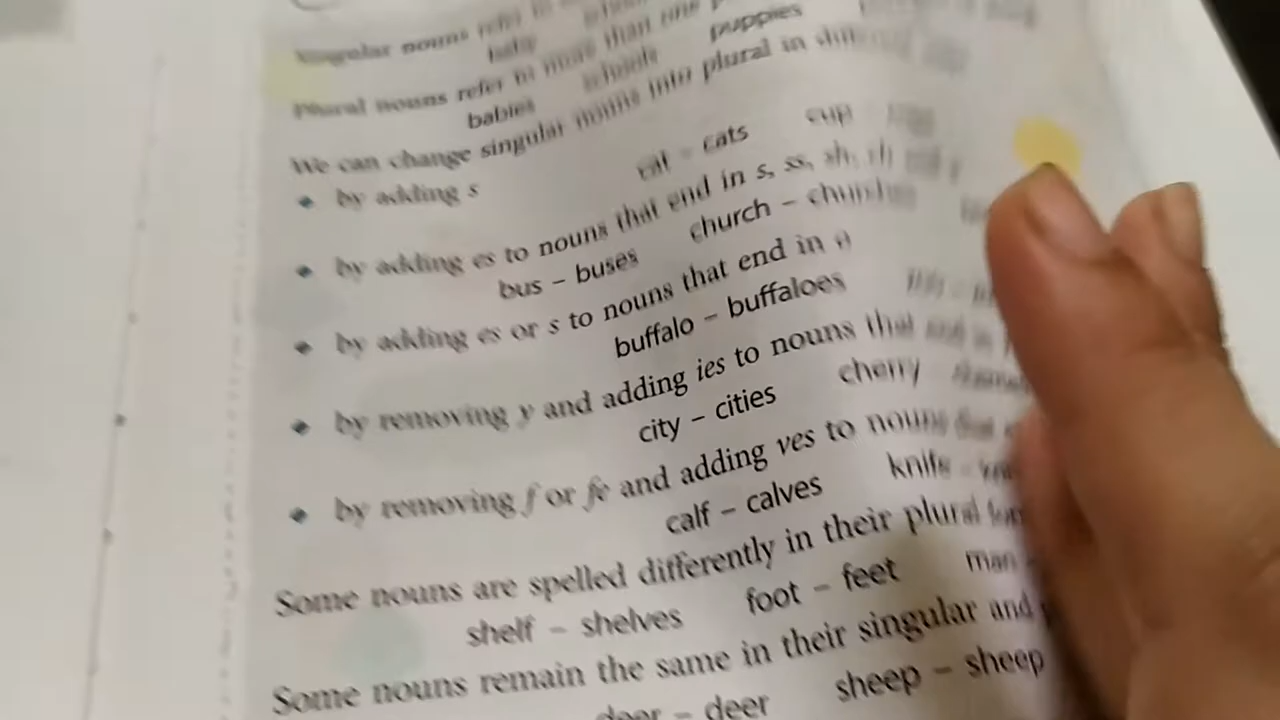 Singular nouns refer to
baby
Plural nouns refer to more than one
babies puppies
We can change singular nouns into plural in
by adding s
cat – cats cup
by adding es to nouns that end in s, ss, sh, ch
bus – buses church – churches
by adding es or s to nouns that end in o
buffalo – buffaloes
by removing y and adding ies to nouns that
city – cities cherry
by removing f or fe and adding ves to nouns
calf – calves knife
Some nouns are spelled differently in their plural
shelf – shelves foot – feet man
Some nouns remain the same in their singular and
deer – deer sheep – sheep